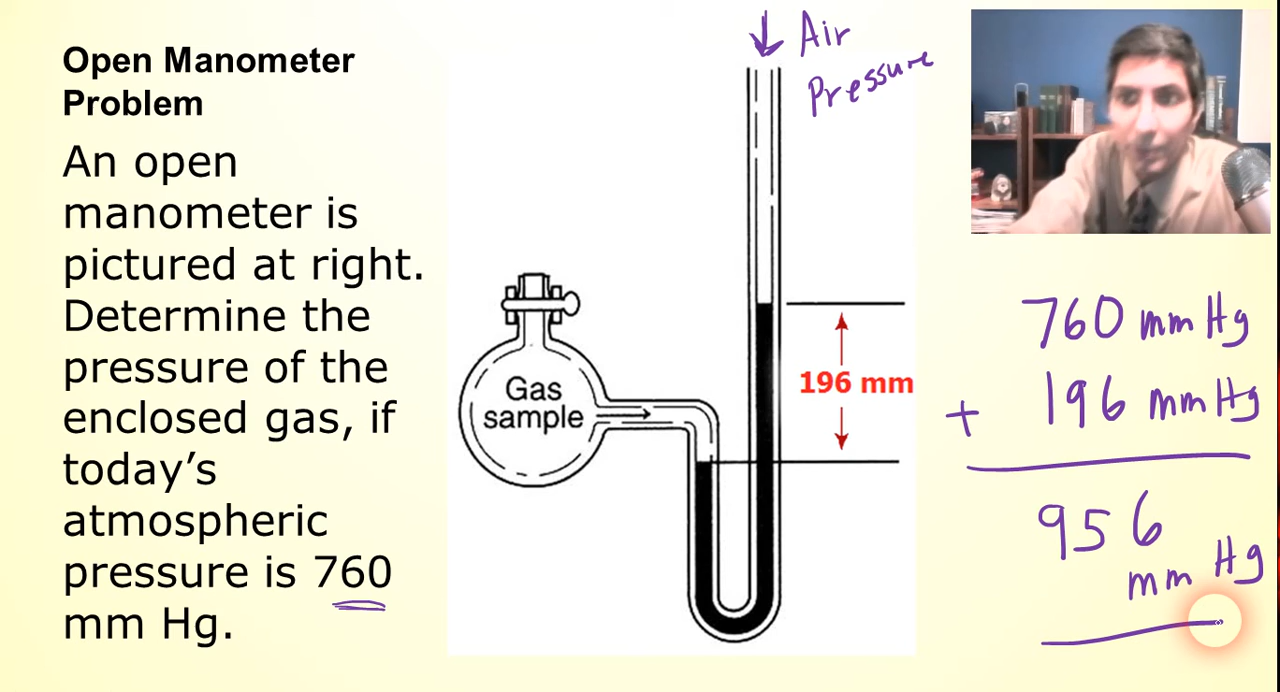 Open Manometer
Problem
An open
manometer is
pictured at right.
Determine the
pressure of the
enclosed gas, if
today’s
atmospheric
pressure is 760
mm Hg.
↓ Air
Pressure
Gas
sample
196 mm
760 mm Hg
+ 196 mm Hg
956
mm Hg